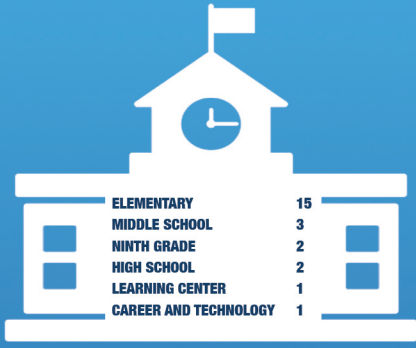 ELEMENTARY 15
MIDDLE SCHOOL 3
NINTH GRADE 2
HIGH SCHOOL 2
LEARNING CENTER 1
CAREER AND TECHNOLOGY 1